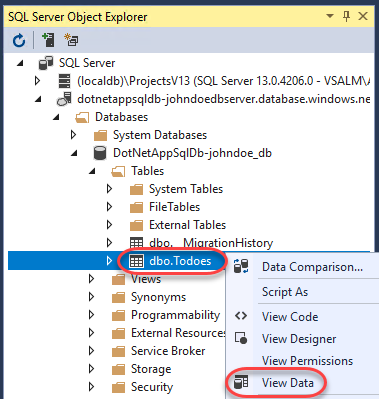 SQL Server Object Explorer
SQL Server
(localdb)\ProjectsV13 (SQL Server 13.0.4206.0 - VSALM\A
dotnetappsqldb-johndoedbserver.database.windows.ne
Databases
System Databases
DotNetAppSqlDb-johndoe_db
Tables
System Tables
FileTables
External Tables
dbo.__MigrationHistory
dbo.Todoes
Views
Synonyms
Programmability
External Resources
Service Broker
Storage
Security
Data Comparison...
Script As
View Code
View Designer
View Permissions
View Data